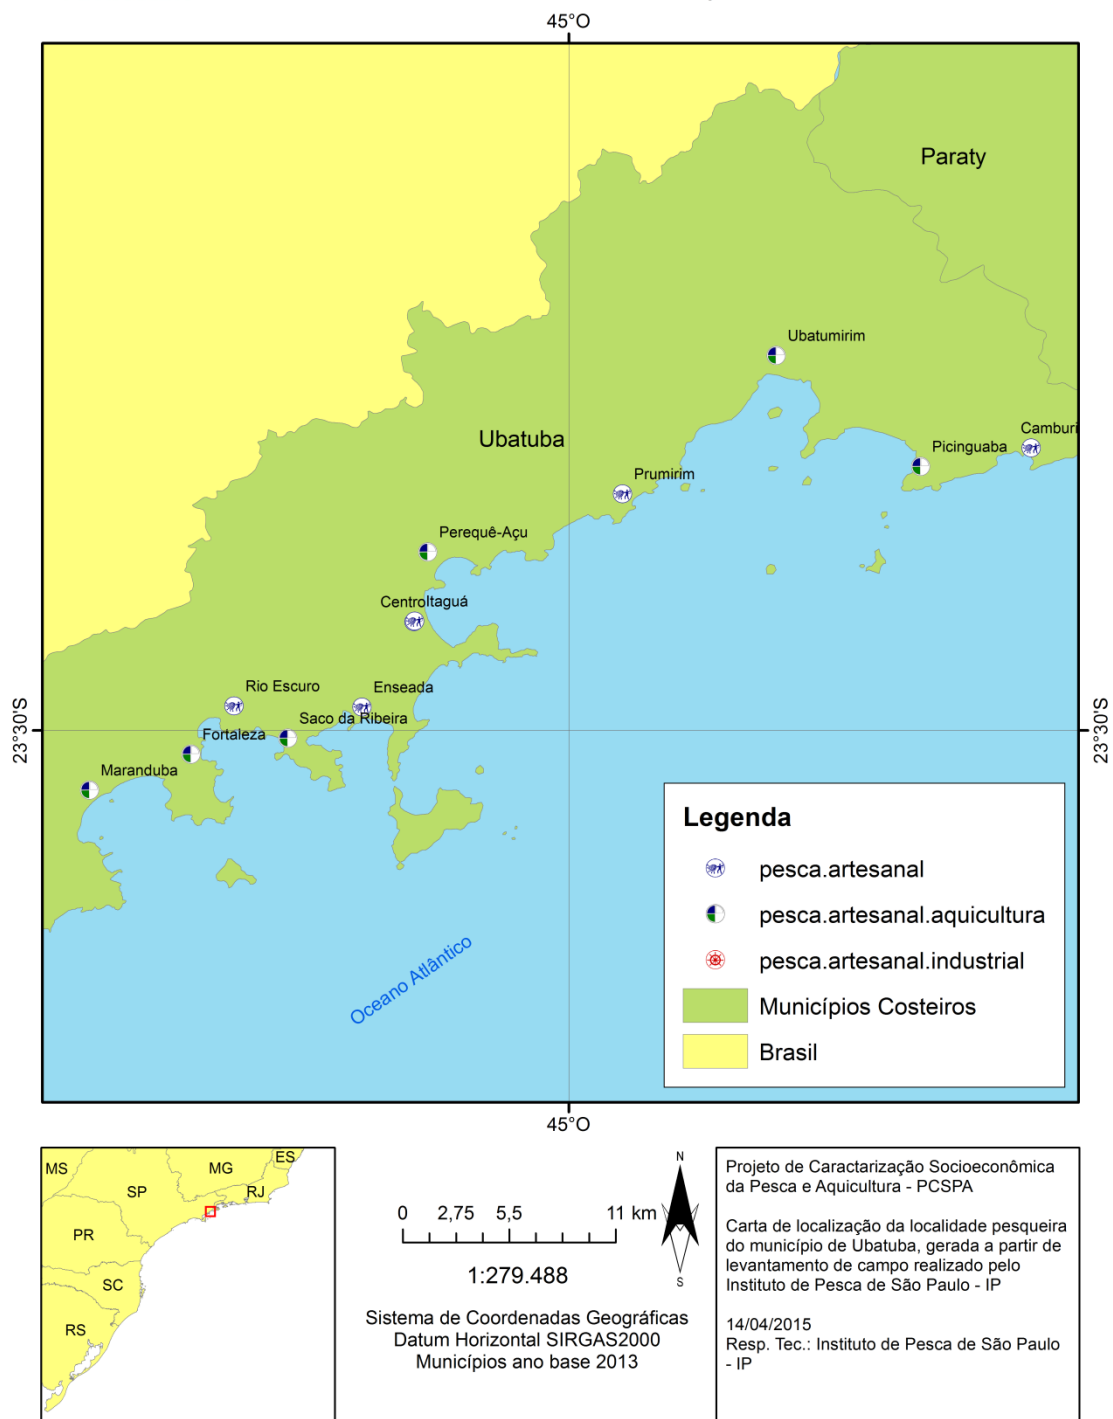 45°O
Paraty
Ubatumirim
Camburi
Ubatuba
Picinguaba
Prumirim
Perequê-Açu
CentroItaguá
Rio Escuro
Enseada
Saco da Ribeira
Fortaleza
Maranduba
23°30'S
23°30'S
Oceano Atlântico
Legenda
pesca.artesanal
pesca.artesanal.aquicultura
pesca.artesanal.industrial
Municípios Costeiros
Brasil
45°O
MS
MG
ES
SP
RJ
PR
SC
RS
0 2,75 5,5 11 km
1:279.488
Sistema de Coordenadas Geográficas
Datum Horizontal SIRGAS2000
Municípios ano base 2013
N
S
Projeto de Caractarização Socioeconômica
da Pesca e Aquicultura - PCSPA
Carta de localização da localidade pesqueira
do município de Ubatuba, gerada a partir de
levantamento de campo realizado pelo
Instituto de Pesca de São Paulo - IP
14/04/2015
Resp. Tec.: Instituto de Pesca de São Paulo
- IP